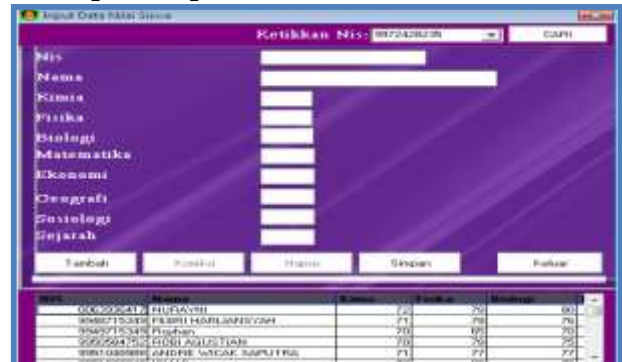 Input Data Nilai Siswa
Ketikkan Nis: CARI
Nis
Nama
Kimia
Fisika
Biologi
Matematika
Ekonomi
Geografi
Sosiologi
Sejarah
Tambah Koreksi Hapus Simpan Keluar
NIS Nama Kimia Fisika Biologi
NURAYNI 72 79 80
FEBRI HARLIANSYAH 71 78 76
70 65 70
ROBI AGUSTIAN 70 79 75
ANDRE WICAK SAPUTRA 71 77 77